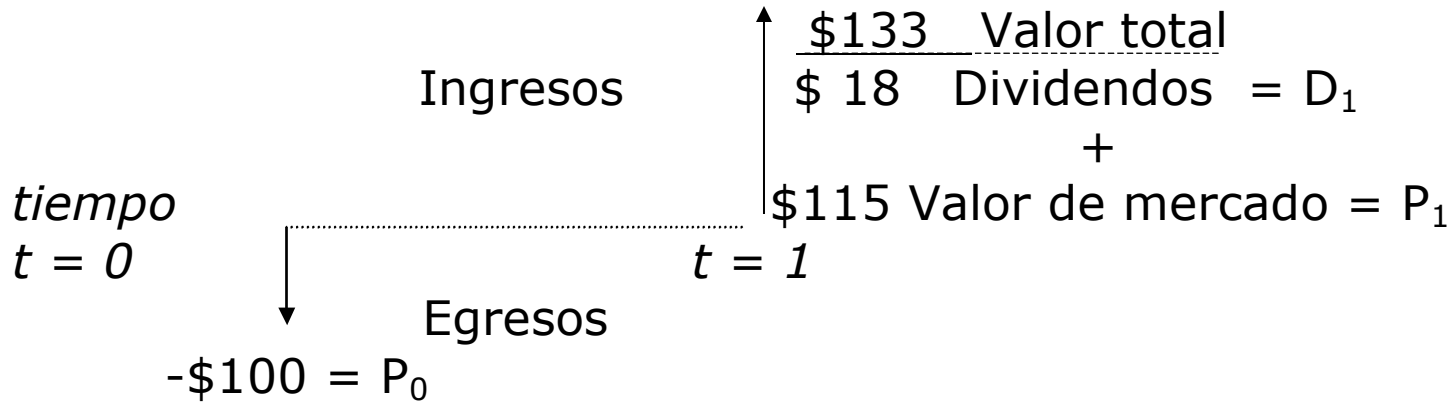 $133 Valor total
Ingresos $ 18 Dividendos = D₁
+
tiempo $115 Valor de mercado = P₁
t = 0 t = 1
Egresos
-$100 = P₀